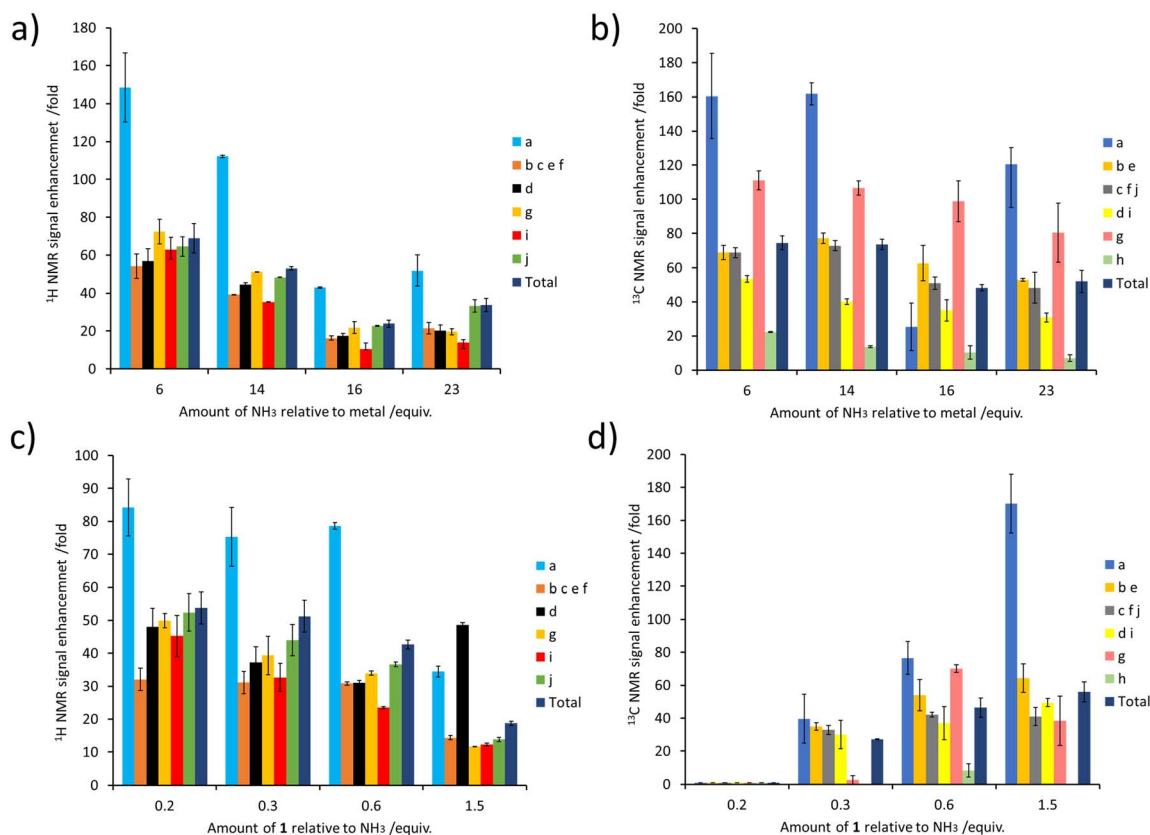 a)
¹H NMR signal enhancemnet /fold
180
160
140
120
100
80
60
40
20
0
6 14 16 23
Amount of NH₃ relative to metal /equiv.
a
b c e f
d
g
i
j
Total
b)
¹³C NMR signal enhancement /fold
200
180
160
140
120
100
80
60
40
20
0
6 14 16 23
Amount of NH₃ relative to metal /equiv.
a
b e
c f j
d i
g
h
Total
c)
¹H NMR signal enhancemnet /fold
100
90
80
70
60
50
40
30
20
10
0
0.2 0.3 0.6 1.5
Amount of 1 relative to NH₃ /equiv.
a
b c e f
d
g
i
j
Total
d)
¹³C NMR signal enhancement /fold
200
180
160
140
120
100
80
60
40
20
0
0.2 0.3 0.6 1.5
Amount of 1 relative to NH₃ /equiv.
a
b e
c f j
d i
g
h
Total